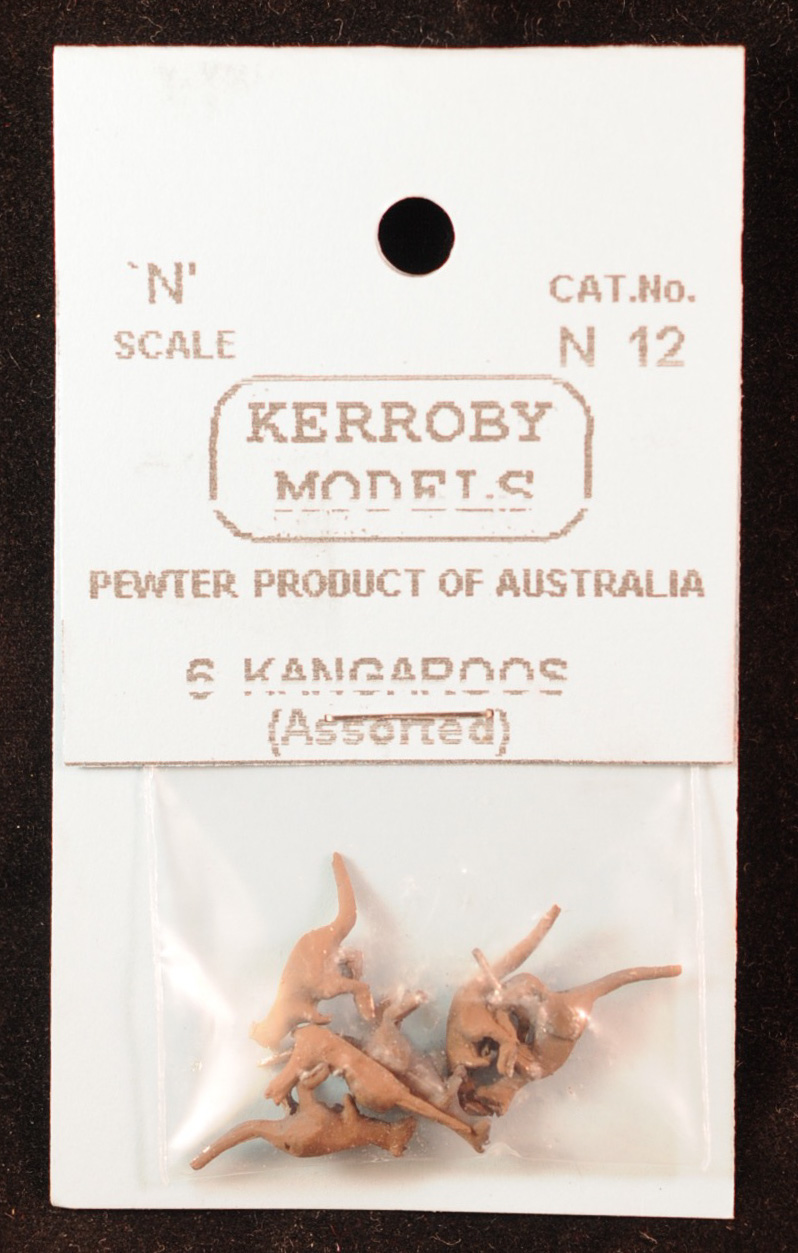 `N'
SCALE
CAT.No.
N 12
KERROBY
MODELS
PEWTER PRODUCT OF AUSTRALIA
6 KANGAROOS
(Assorted)